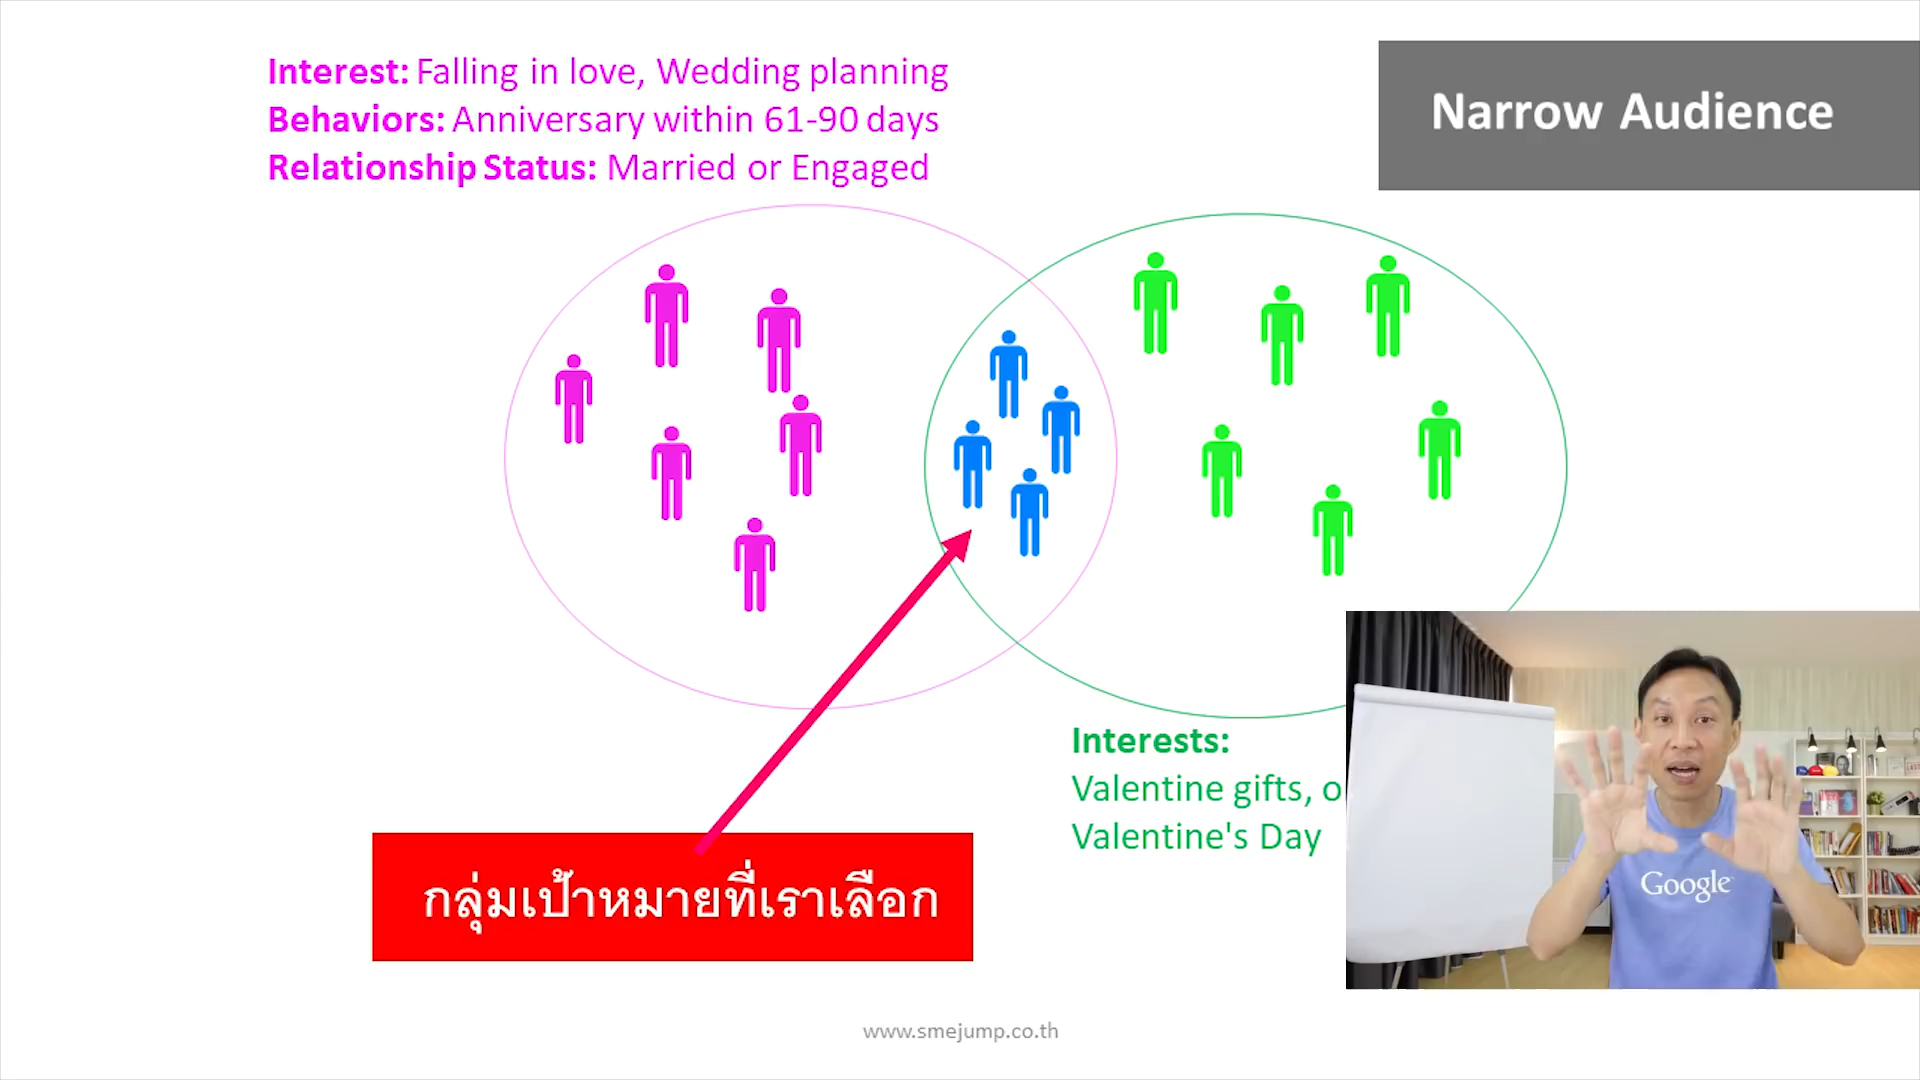 Interest: Falling in love, Wedding planning
Behaviors: Anniversary within 61-90 days
Relationship Status: Married or Engaged
Narrow Audience
Interests:
Valentine gifts,
Valentine's Day
กลุ่มเป้าหมายที่เราเลือก
Google
www.smejump.co.th